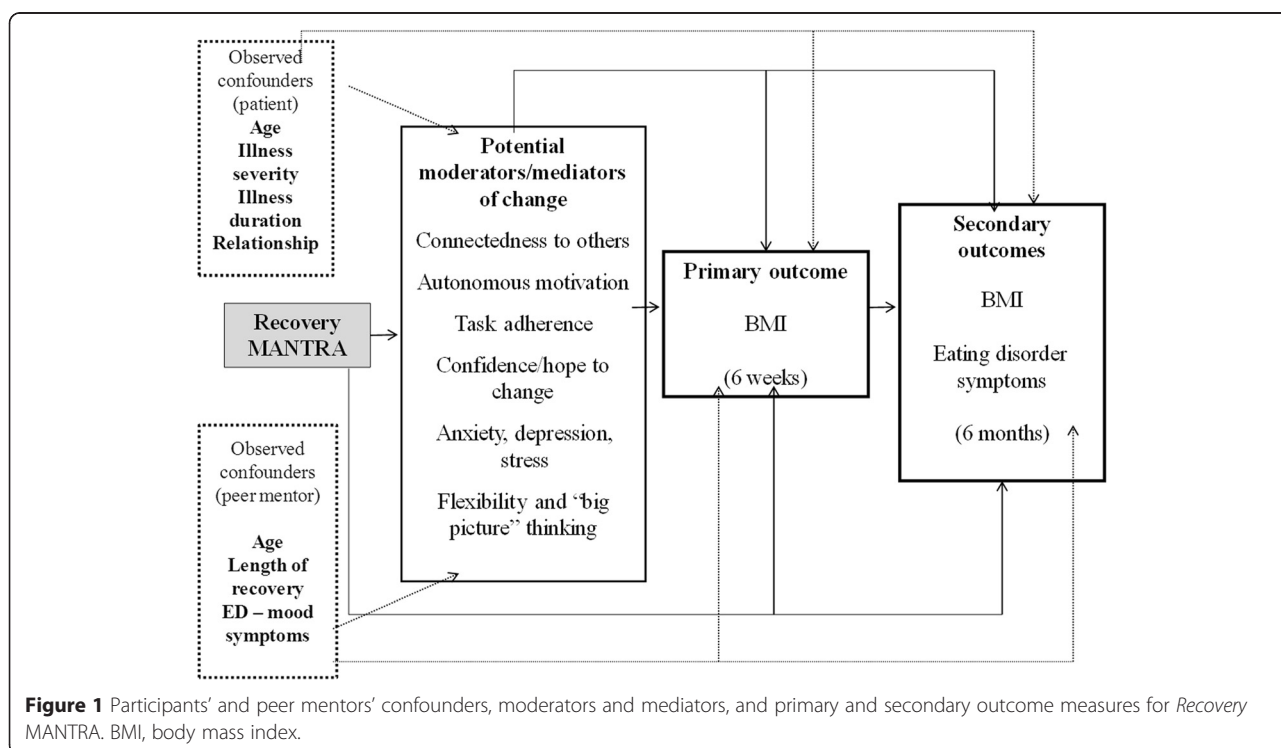 Observed
confounders
(patient)
Age
Illness
severity
Illness
duration
Relationship
Recovery
MANTRA
Observed
confounders
(peer mentor)
Age
Length of
recovery
ED – mood
symptoms
Potential
moderators/mediators
of change
Connectedness to others
Autonomous motivation
Task adherence
Confidence/hope to
change
Anxiety, depression,
stress
Flexibility and “big
picture” thinking
Primary outcome
BMI
(6 weeks)
Secondary
outcomes
BMI
Eating disorder
symptoms
(6 months)
Figure 1 Participants’ and peer mentors’ confounders, moderators and mediators, and primary and secondary outcome measures for Recovery
MANTRA. BMI, body mass index.